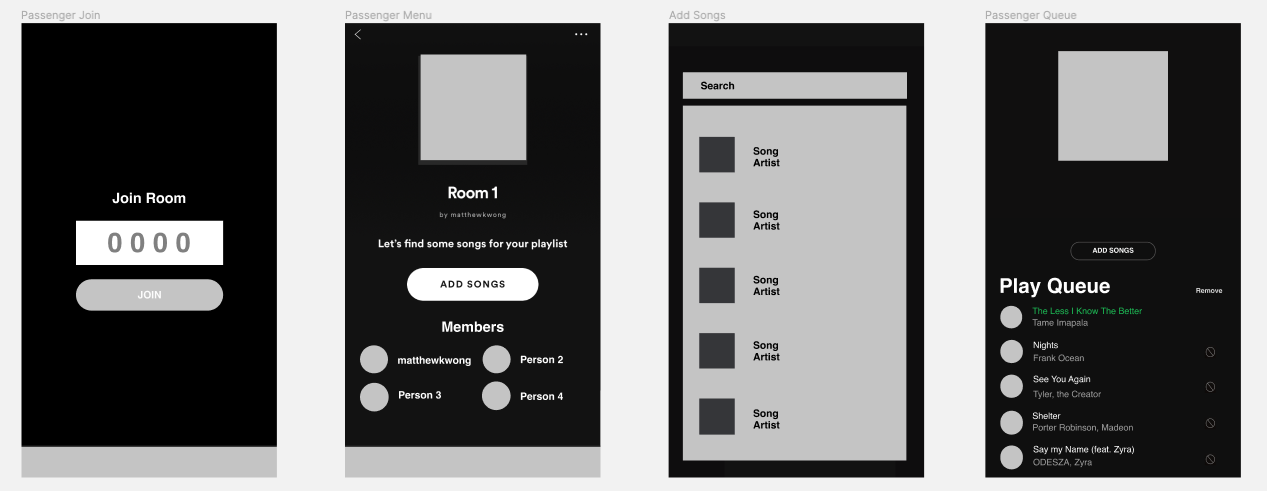 Passenger Join
Join Room
0 0 0 0
JOIN
Passenger Menu
Room 1
by matthewkwong
Let's find some songs for your playlist
ADD SONGS
Members
matthewkwong
Person 2
Person 3
Person 4
Add Songs
Search
Song
Artist
Song
Artist
Song
Artist
Song
Artist
Song
Artist
Passenger Queue
ADD SONGS
Play Queue
Remove
The Less I Know The Better
Tame Imapala
Nights
Frank Ocean
See You Again
Tyler, the Creator
Shelter
Porter Robinson, Madeon
Say my Name (feat. Zyra)
ODESZA, Zyra